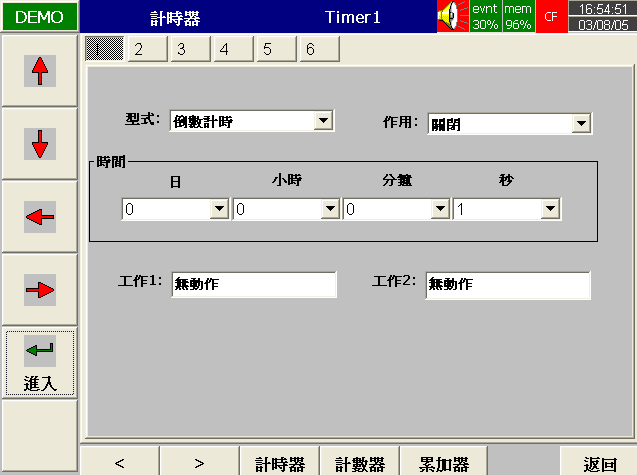 DEMO 計時器 Timer1 evnt 30% mem 96% CF 16:54:51 03/08/05
2 3 4 5 6
型式: 倒數計時 作用: 關閉
時間
日 小時 分鐘 秒
0 0 0 1
工作1: 無動作 工作2: 無動作
進入
< > 計時器 計數器 累加器 返回